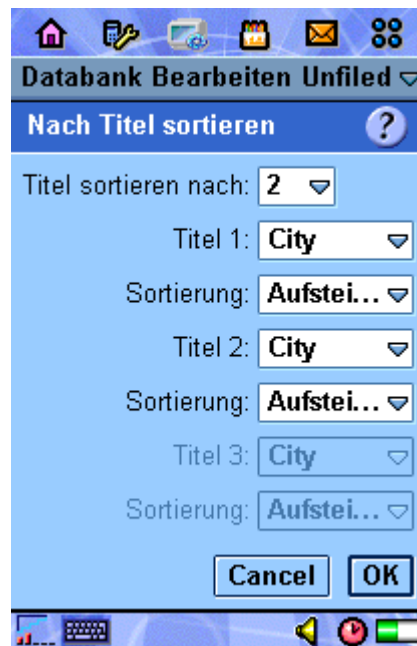 Databank Bearbeiten Unfiled
Nach Titel sortieren ?
Titel sortieren nach: 2
Titel 1: City
Sortierung: Aufstei...
Titel 2: City
Sortierung: Aufstei...
Titel 3: City
Sortierung: Aufstei...
Cancel OK